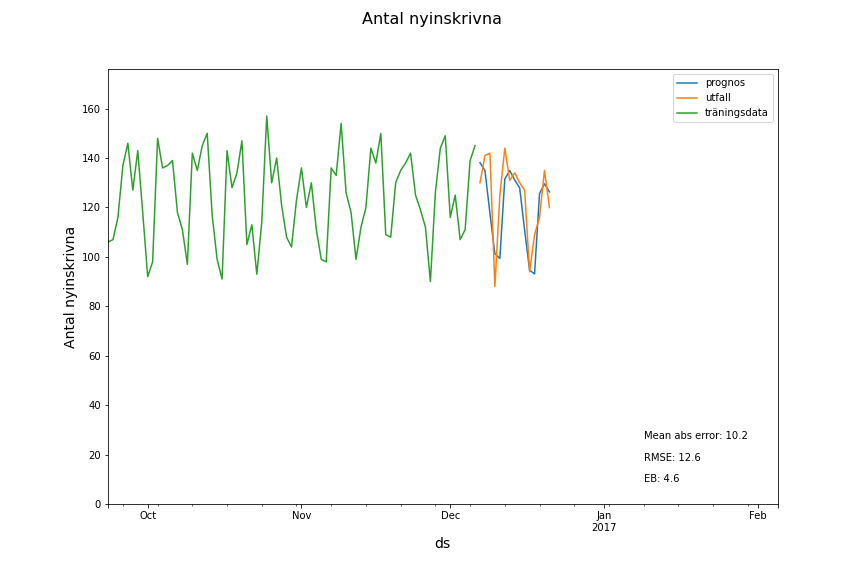 Antal nyinskrivna
prognos
utfall
träningsdata
160
140
120
100
80
60
40
20
0
Antal nyinskrivna
Mean abs error: 10.2
RMSE: 12.6
EB: 4.6
Oct
Nov
Dec
Jan
2017
Feb
ds